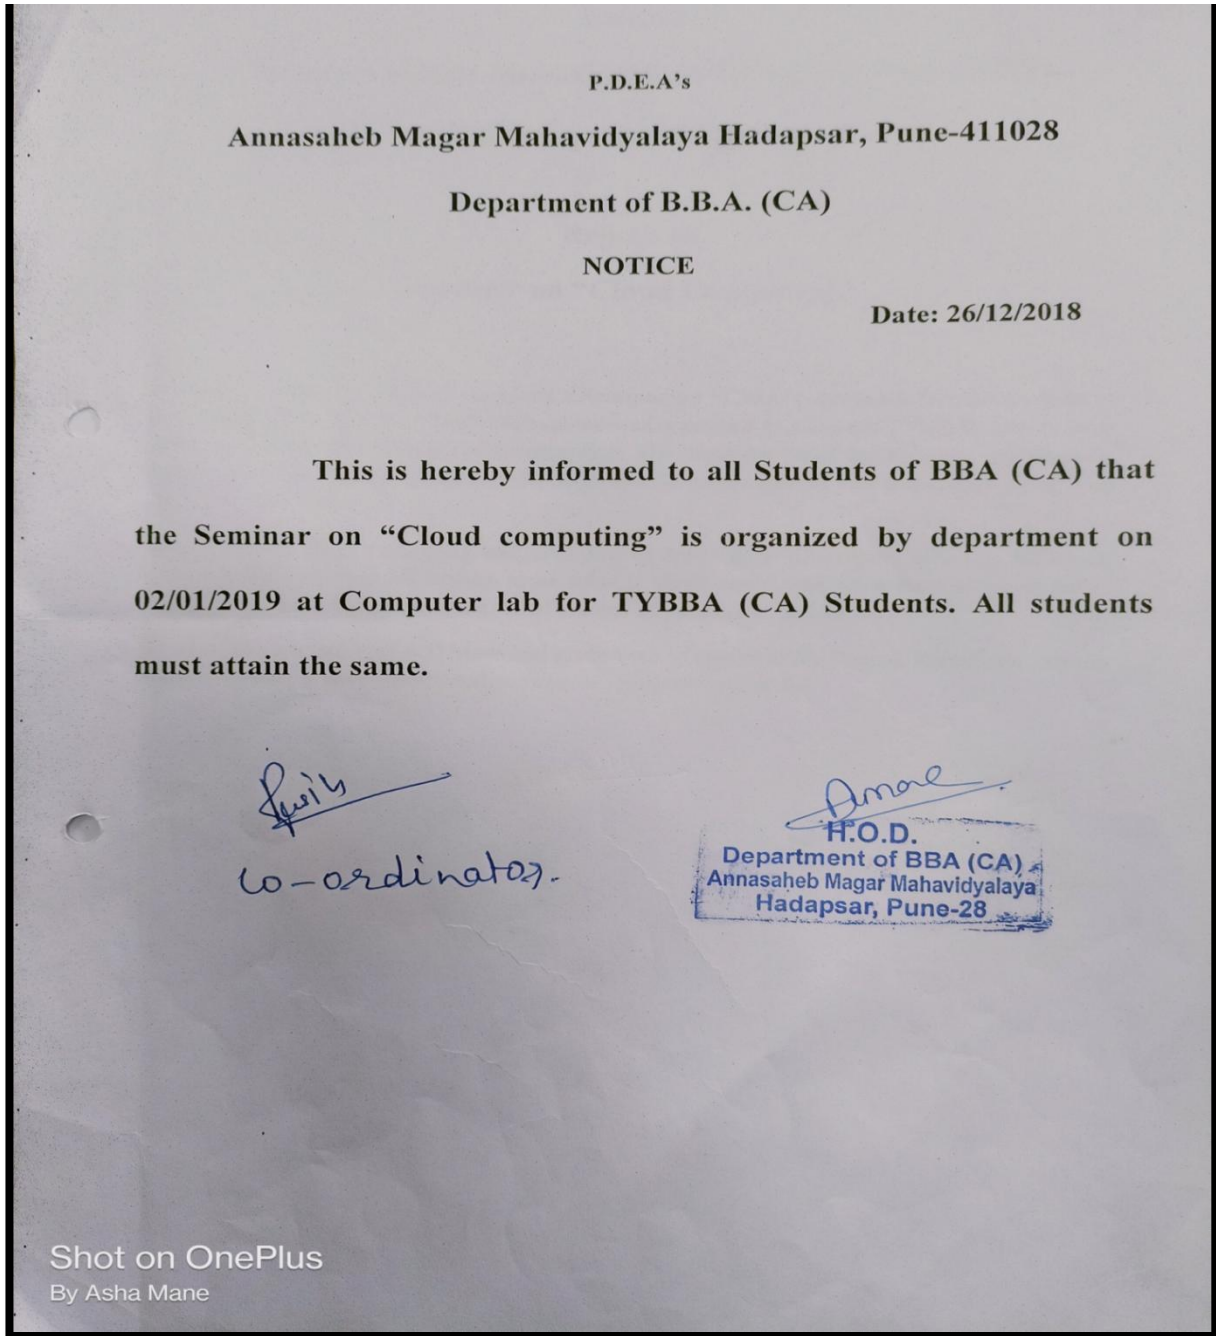 P.D.E.A's
Annasaheb Magar Mahavidyalaya Hadapsar, Pune-411028
Department of B.B.A. (CA)
NOTICE
Date: 26/12/2018
This is hereby informed to all Students of BBA (CA) that
the Seminar on “Cloud computing” is organized by department on
02/01/2019 at Computer lab for TYBBA (CA) Students. All students
must attain the same.
Co-ordinator.
H.O.D.
Department of BBA (CA)
Annasaheb Magar Mahavidyalaya
Hadapsar, Pune-28
Shot on OnePlus
By Asha Mane